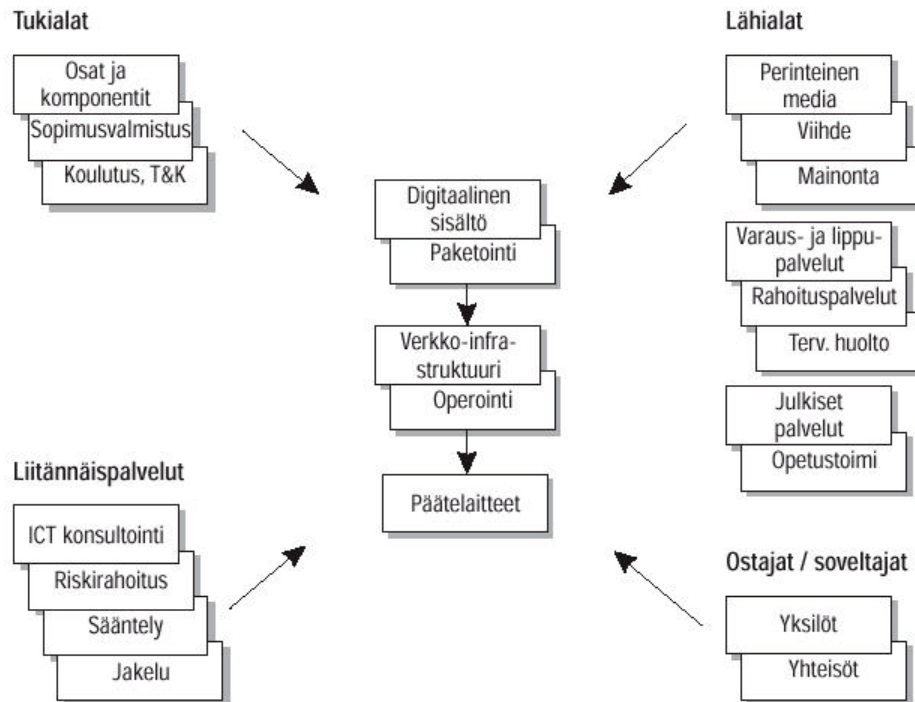 Tukialat
Osat ja
komponentit
Sopimusvalmistus
Koulutus, T&K
Lähialat
Perinteinen
media
Viihde
Mainonta
Varaus- ja lippu-
palvelut
Rahoituspalvelut
Terv. huolto
Julkiset
palvelut
Opetustoimi
Digitaalinen
sisältö
Paketointi
Verkko-infra-
struktuuri
Operointi
Päätelaitteet
Liitännäispalvelut
ICT konsultointi
Riskirahoitus
Sääntely
Jakelu
Ostajat / soveltajat
Yksilöt
Yhteisöt